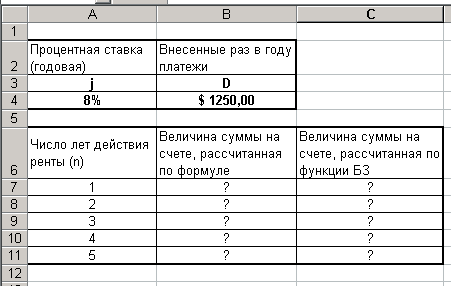 A B C
1
2 Процентная ставка (годовая) Внесенные раз в году платежи
3 j D
4 8% $ 1250,00
5
6 Число лет действия ренты (n) Величина суммы на счете, рассчитанная по формуле Величина суммы на счете, рассчитанная по функции БЗ
7 1 ? ?
8 2 ? ?
9 3 ? ?
10 4 ? ?
11 5 ? ?
12